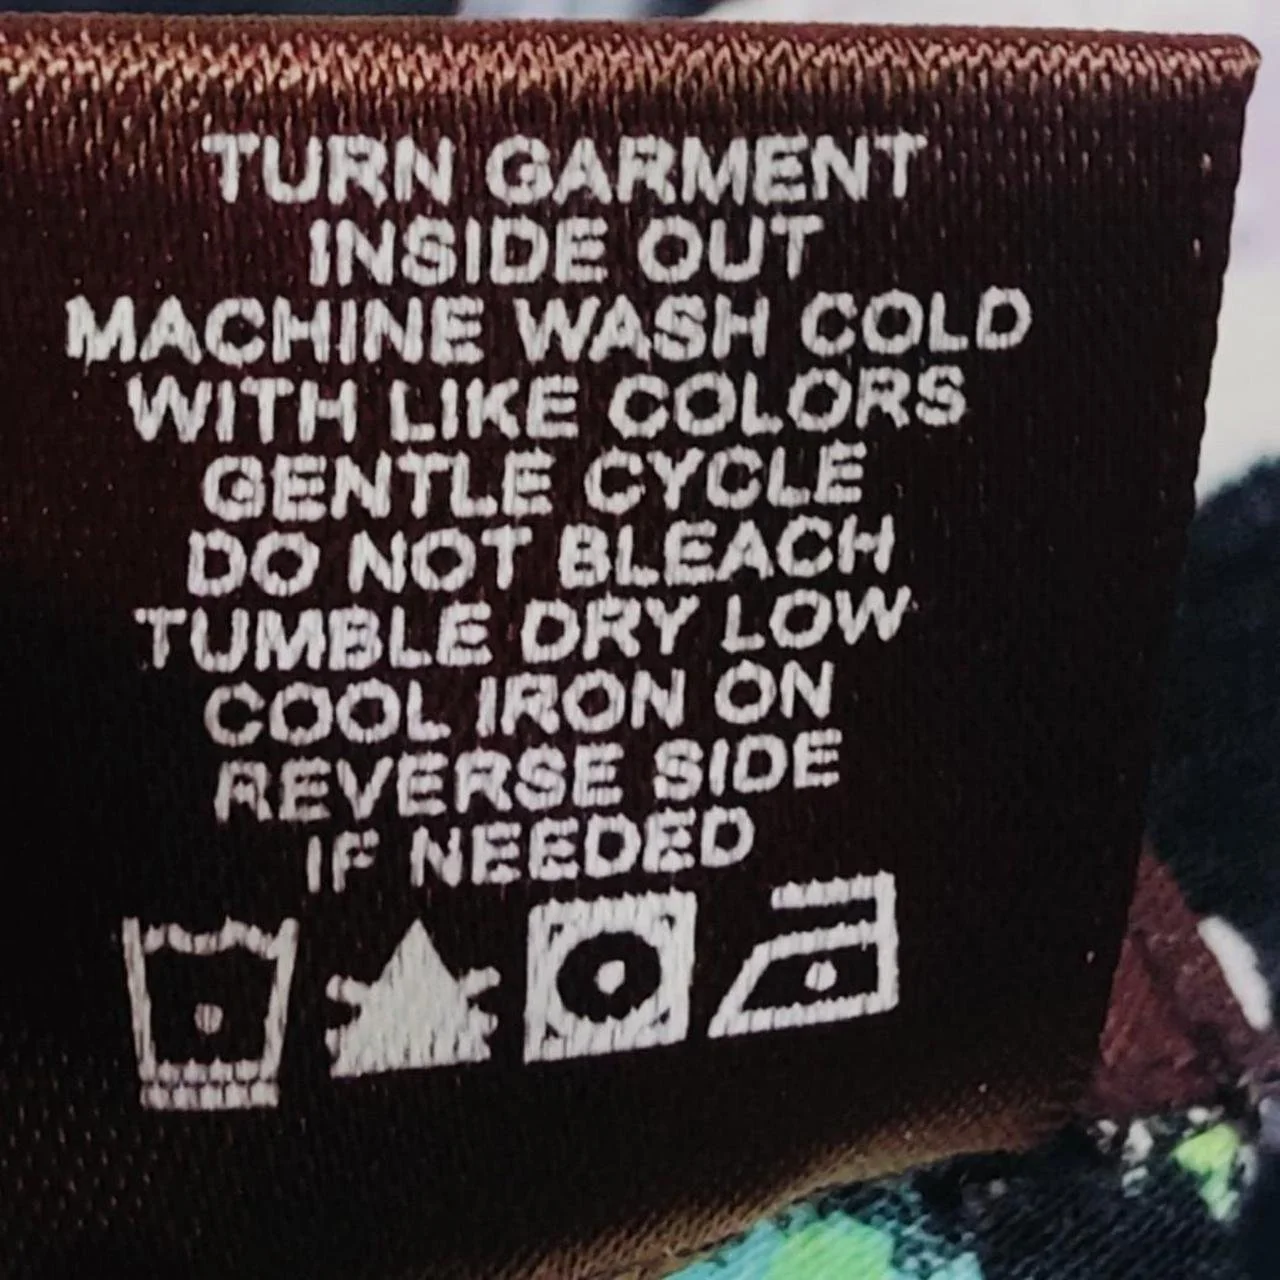 TURN GARMENT
INSIDE OUT
MACHINE WASH COLD
WITH LIKE COLORS
GENTLE CYCLE
DO NOT BLEACH
TUMBLE DRY LOW
COOL IRON ON
REVERSE SIDE
IF NEEDED